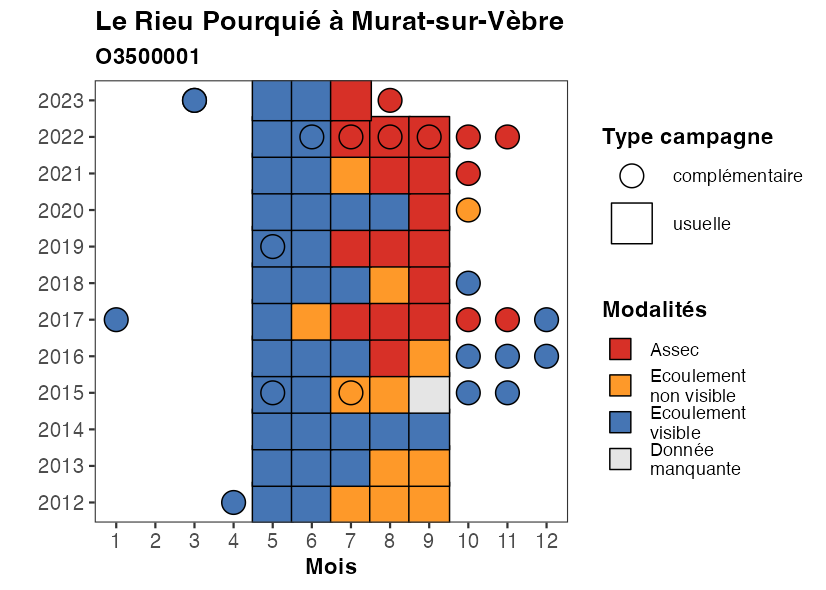 Le Rieu Pourquié à Murat-sur-Vèbre
O3500001
2023
2022
2021
2020
2019
2018
2017
2016
2015
2014
2013
2012
1 2 3 4 5 6 7 8 9 10 11 12
Mois
Type campagne
complémentaire
usuelle
Modalités
Assec
Ecoulement
non visible
Ecoulement
visible
Donnée
manquante